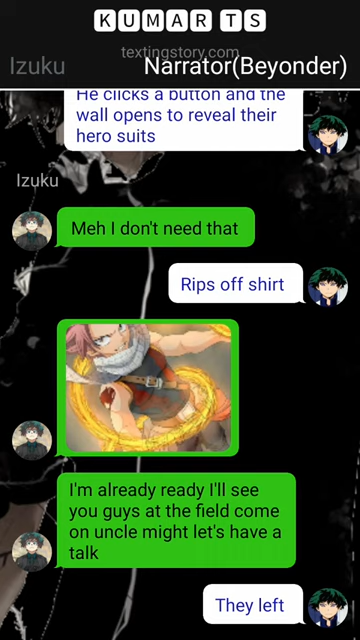 KUMAR TS
textingstory.com
Izuku
Narrator(Beyonder)
He clicks a button and the
wall opens to reveal their
hero suits
Izuku
Meh I don't need that
Rips off shirt
I'm already ready I'll see
you guys at the field come
on uncle might let's have a
talk
They left